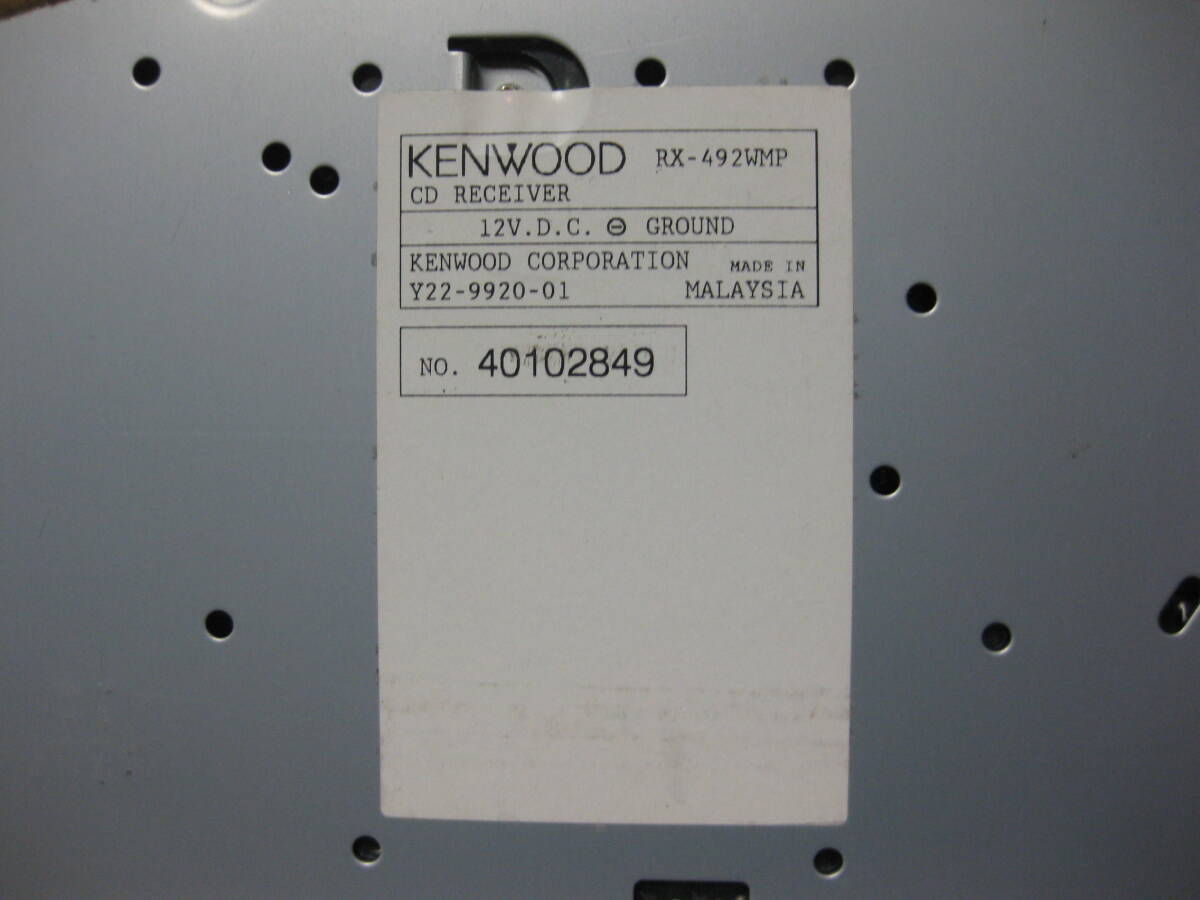 KENWOOD RX-492WMP
CD RECEIVER
12V.D.C. ⊖ GROUND
KENWOOD CORPORATION MADE IN
Y22-9920-01 MALAYSIA
NO. 40102849